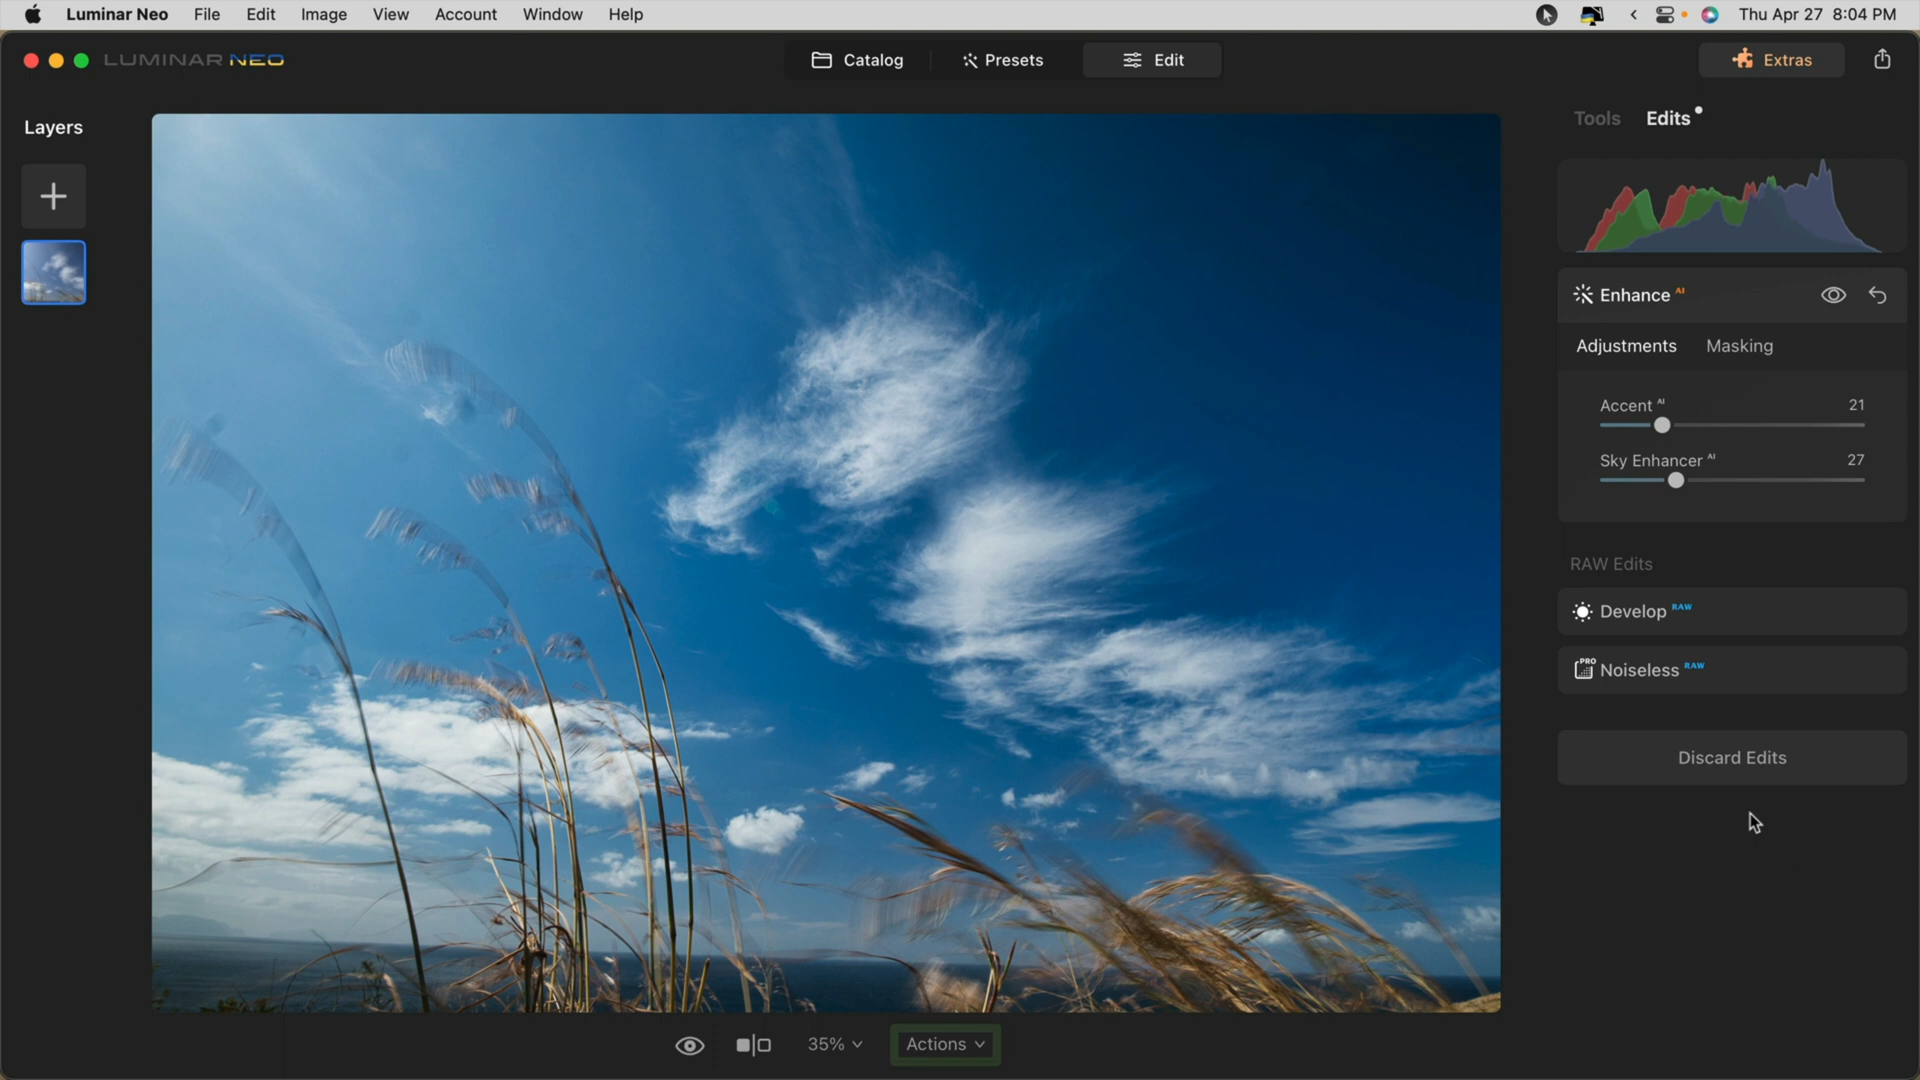 Luminar Neo File Edit Image View Account Window Help Thu Apr 27 8:04 PM
LUMINAR NEO Catalog Presets Edit Extras
Layers
Tools Edits
Enhance AI
Adjustments Masking
Accent AI 21
Sky Enhancer AI 27
RAW Edits
Develop RAW
PRO Noiseless RAW
Discard Edits
35% Actions